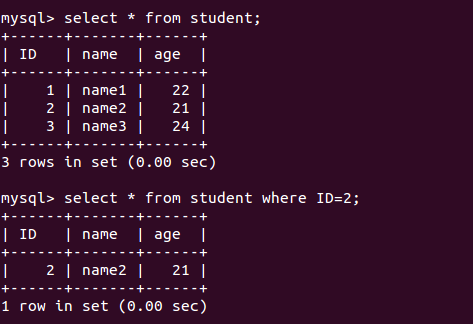 mysql> select * from student;
+------+-------+------+
| ID   | name  | age  |
+------+-------+------+
|    1 | name1 |   22 |
|    2 | name2 |   21 |
|    3 | name3 |   24 |
+------+-------+------+
3 rows in set (0.00 sec)

mysql> select * from student where ID=2;
+------+-------+------+
| ID   | name  | age  |
+------+-------+------+
|    2 | name2 |   21 |
+------+-------+------+
1 row in set (0.00 sec)